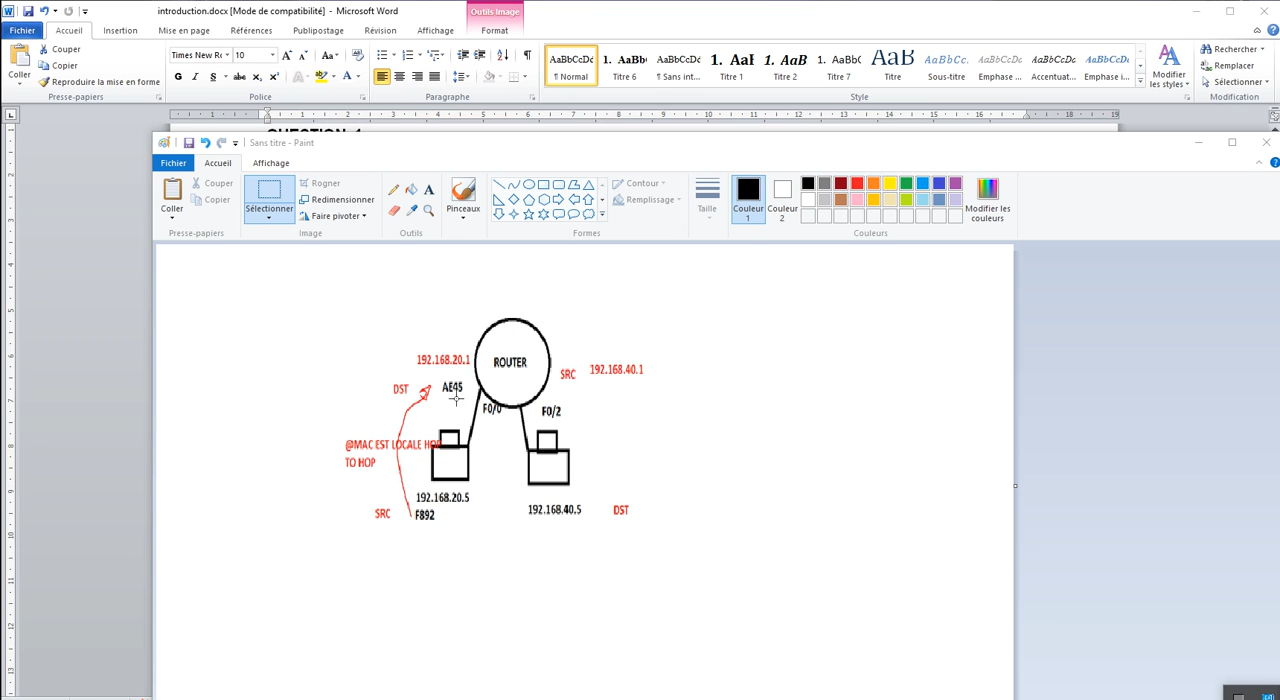 introduction.docx [Mode de compatibilité] - Microsoft Word
Outils Image
Fichier Accueil Insertion Mise en page Références Publipostage Révision Affichage Format
Coller
Couper
Copier
Reproduire la mise en forme
Presse-papiers
Times New Ro 10
G I S abc x₂ x²
Police
Paragraphe
AaBbCcDc 1. AaBb AaBbCcDc 1. Aa 1. AaB 1. AaBbC AaB AaBbCc. AaBbCcDc AaBbCcDc AaBbCcDc
¶ Normal Titre 6 ¶ Sans int... Titre 1 Titre 2 Titre 7 Titre Sous-titre Emphase ... Accentuat... Emphase i...
Style
Modifier les styles
Rechercher
Remplacer
Sélectionner
Modification
QUESTION 1
Sans titre - Paint
Fichier Accueil Affichage
Coller
Couper
Copier
Presse-papiers
Sélectionner
Rogner
Redimensionner
Faire pivoter
Image
A
Outils
Pinceaux
Contour
Remplissage
Formes
Taille
Couleur 1
Couleur 2
Modifier les couleurs
Couleurs
192.168.20.1
ROUTER
SRC
192.168.40.1
DST
AE45
F0/0
F0/2
@MAC EST LOCALE HOP
TO HOP
192.168.20.5
SRC
F892
192.168.40.5
DST